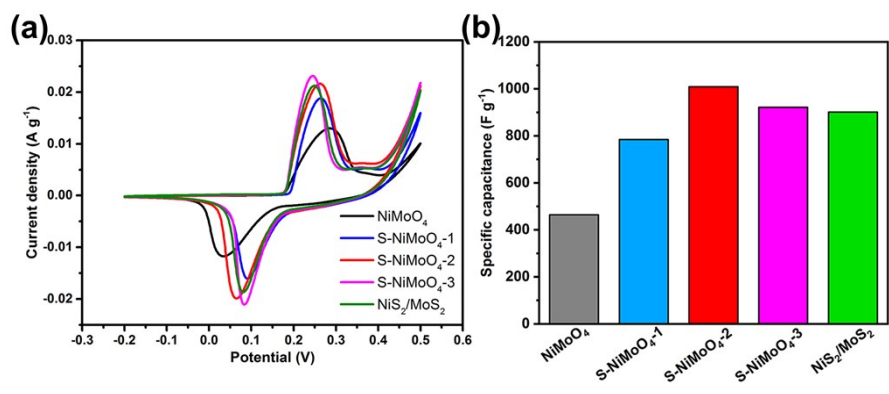 (a)
0.03
0.02
0.01
0.00
-0.01
-0.02
Current density (A g⁻¹)
-0.3 -0.2 -0.1 0.0 0.1 0.2 0.3 0.4 0.5 0.6
Potential (V)
NiMoO₄
S-NiMoO₄-1
S-NiMoO₄-2
S-NiMoO₄-3
NiS₂/MoS₂
(b)
1200
1000
800
600
400
200
0
Specific capacitance (F g⁻¹)
NiMoO₄
S-NiMoO₄-1
S-NiMoO₄-2
S-NiMoO₄-3
NiS₂/MoS₂